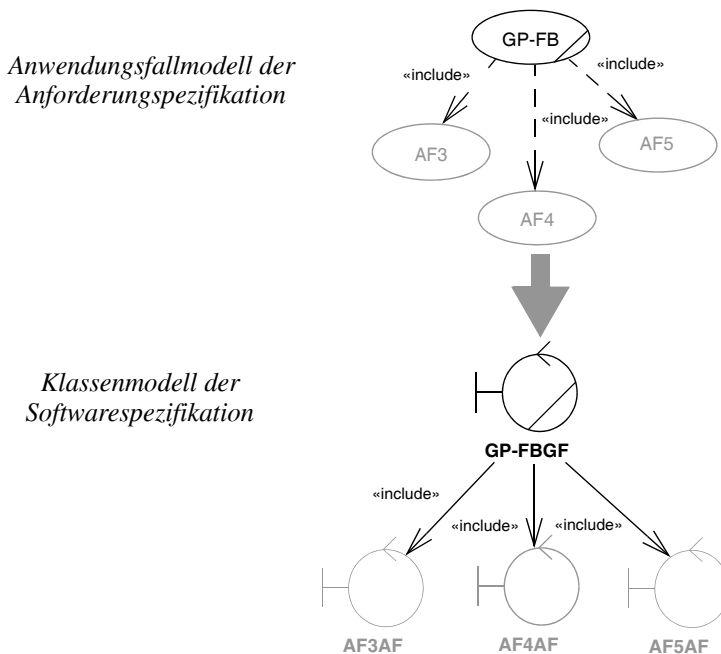 GP-FB
Anwendungsfallmodell der
Anforderungspezifikation
«include»
«include»
«include»
AF3
AF5
AF4
Klassenmodell der
Softwarespezifikation
GP-FBGF
«include»
«include»
«include»
AF3AF
AF4AF
AF5AF